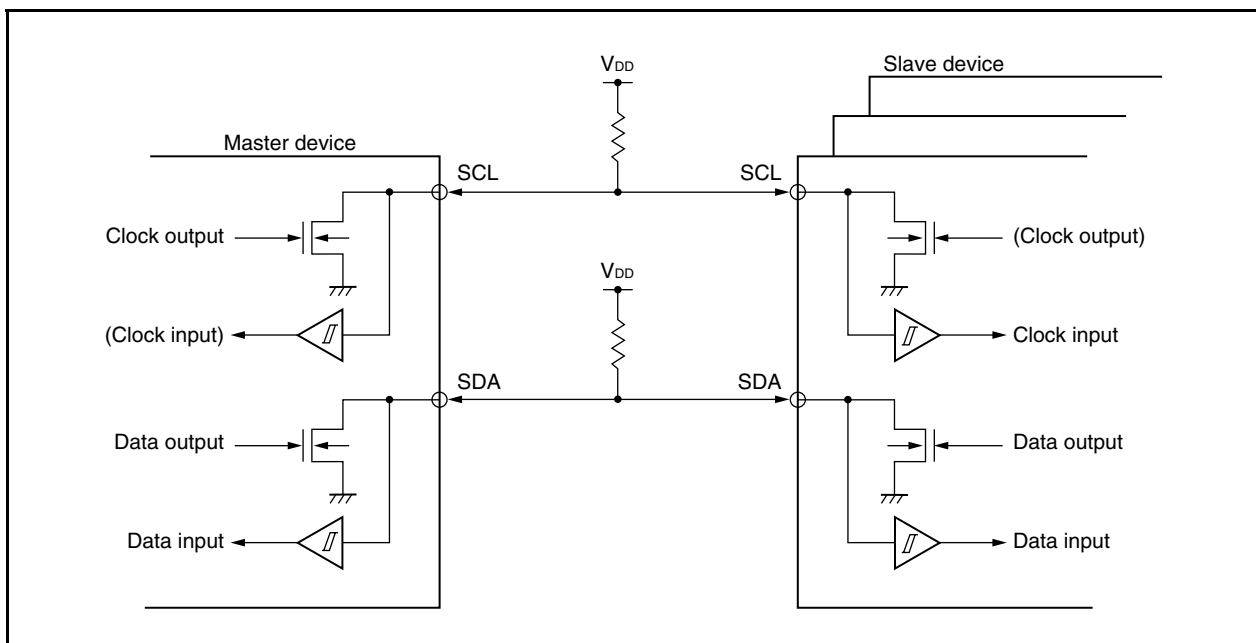 VDD
Slave device
Master device
SCL
SCL
Clock output
(Clock output)
VDD
(Clock input)
Clock input
SDA
SDA
Data output
Data output
Data input
Data input